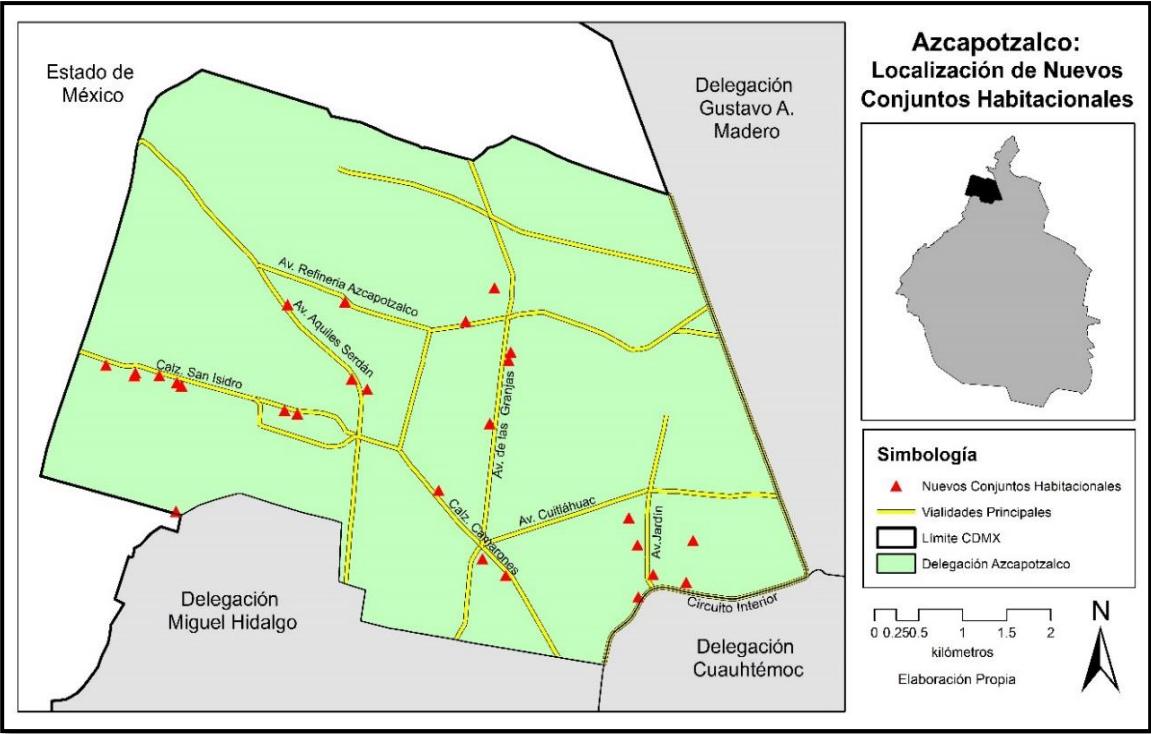 Azcapotzalco:
Localización de Nuevos
Conjuntos Habitacionales
Estado de
México
Delegación
Gustavo A.
Madero
Av. Refinería Azcapotzalco
Av. Aquiles Serdán
Calz. San Isidro
Av. de las Granjas
Av. Cuitláhuac
Calz. Camarones
Av.Jardín
Circuito Interior
Delegación
Miguel Hidalgo
Delegación
Cuauhtémoc
Simbología
Nuevos Conjuntos Habitacionales
Vialidades Principales
Límite CDMX
Delegación Azcapotzalco
0 0.250.5 1 1.5 2
kilómetros
Elaboración Propia
N